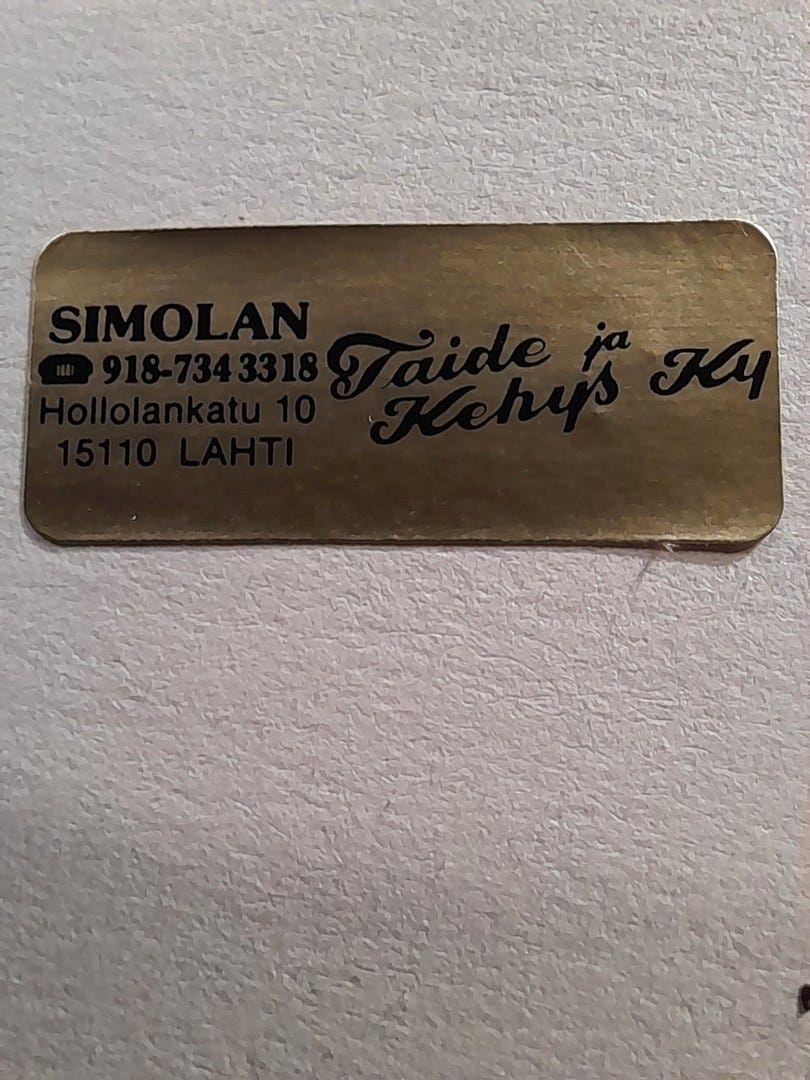 SIMOLAN
918-734 3318
Hollolankatu 10
15110 LAHTI
Taide ja
Kehys Ky